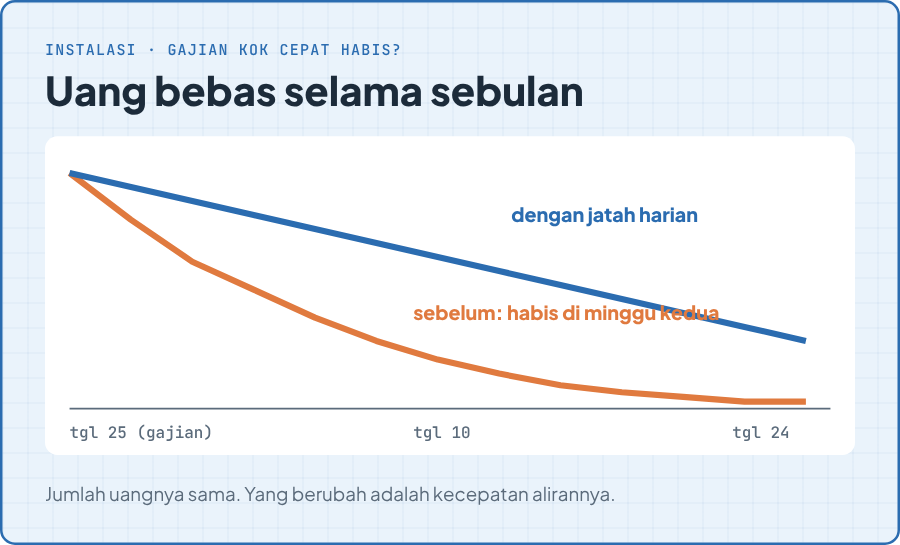 INSTALASI · GAJIAN KOK CEPAT HABIS?
Uang bebas selama sebulan
dengan jatah harian
sebelum: habis di minggu kedua
tgl 25 (gajian)
tgl 10
tgl 24
Jumlah uangnya sama. Yang berubah adalah kecepatan alirannya.